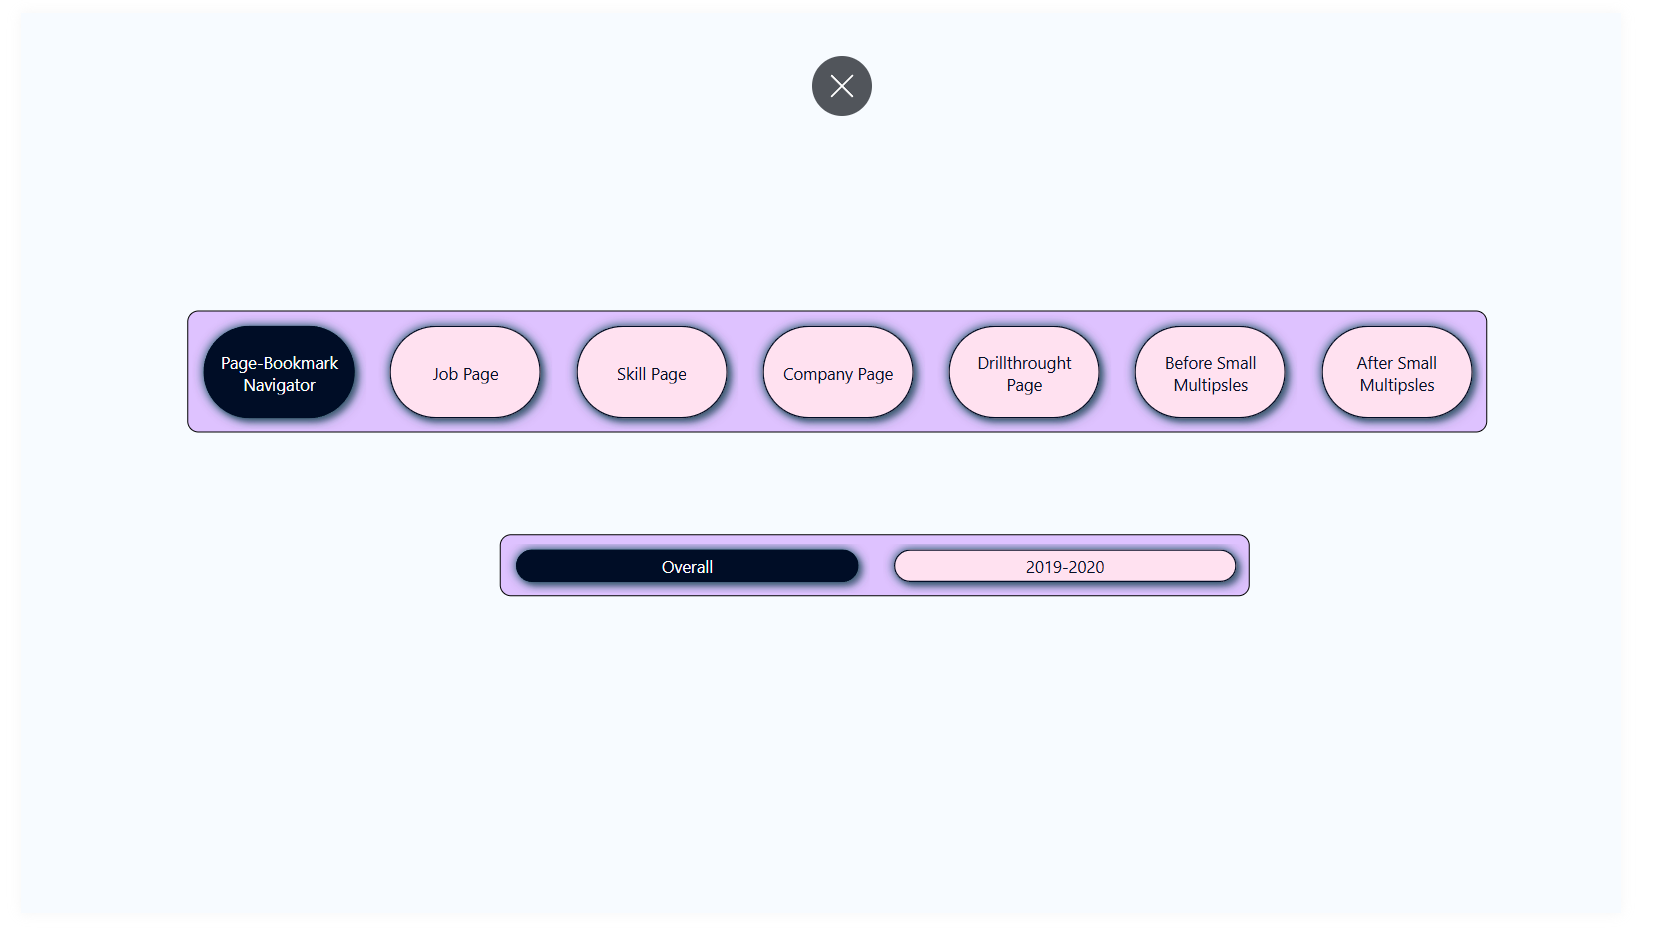 Page-Bookmark
Navigator
Job Page
Skill Page
Company Page
Drillthrought
Page
Before Small
Multipsles
After Small
Multipsles
Overall
2019-2020